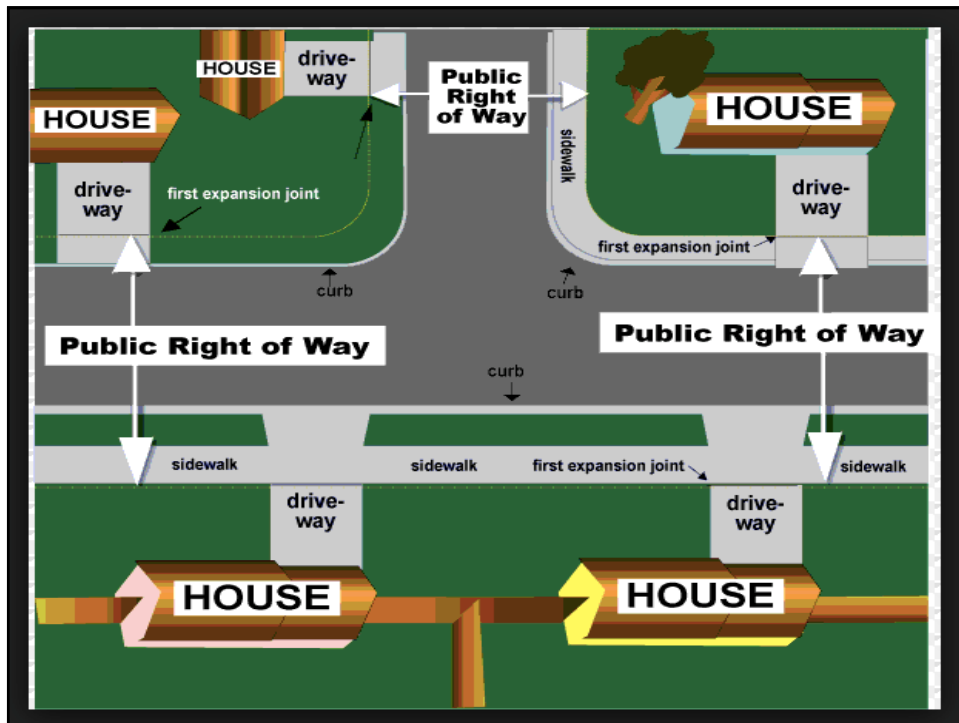 HOUSE
drive-
way
Public
Right
of Way
HOUSE
HOUSE
sidewalk
drive-
way
first expansion joint
drive-
way
first expansion joint
curb
curb
Public Right of Way
Public Right of Way
curb
sidewalk
sidewalk
first expansion joint
sidewalk
drive-
way
drive-
way
HOUSE
HOUSE